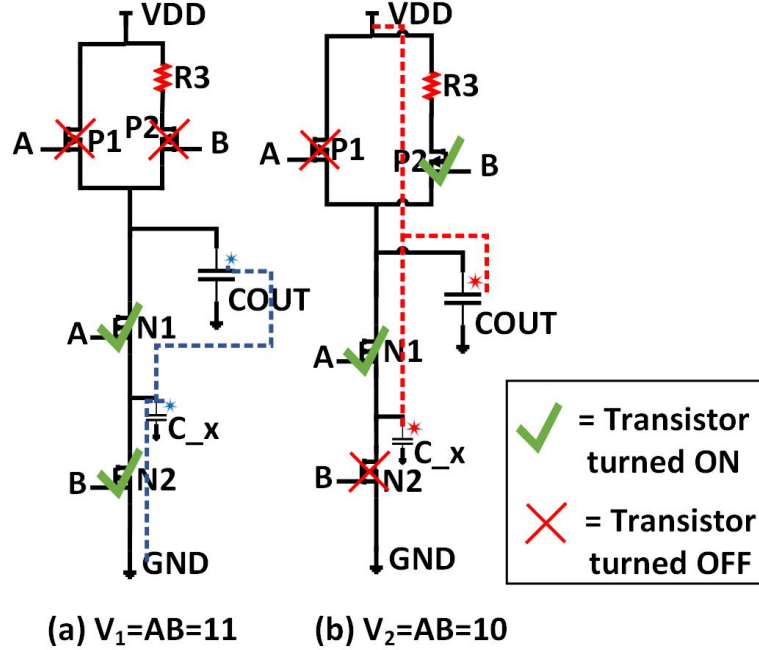 VDD
R3
A
P1
P2
B
COUT
A
N1
C_x
B
N2
GND
(a) V₁=AB=11
VDD
R3
A
P1
P2
B
COUT
A
N1
C_x
B
N2
GND
(b) V₂=AB=10
= Transistor
turned ON
= Transistor
turned OFF